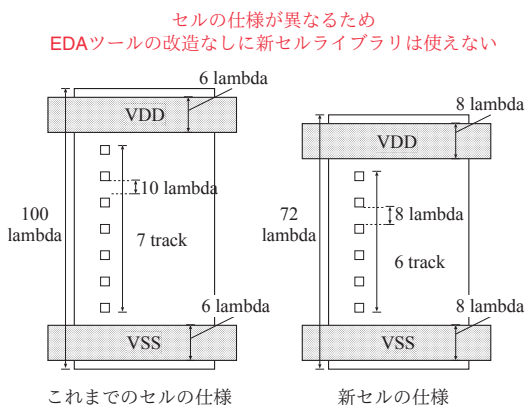 セルの仕様が異なるため
EDAツールの改造なしに新セルライブラリは使えない
6 lambda
VDD
10 lambda
100
lambda
7 track
6 lambda
VSS
これまでのセルの仕様
8 lambda
VDD
8 lambda
72
lambda
6 track
8 lambda
VSS
新セルの仕様